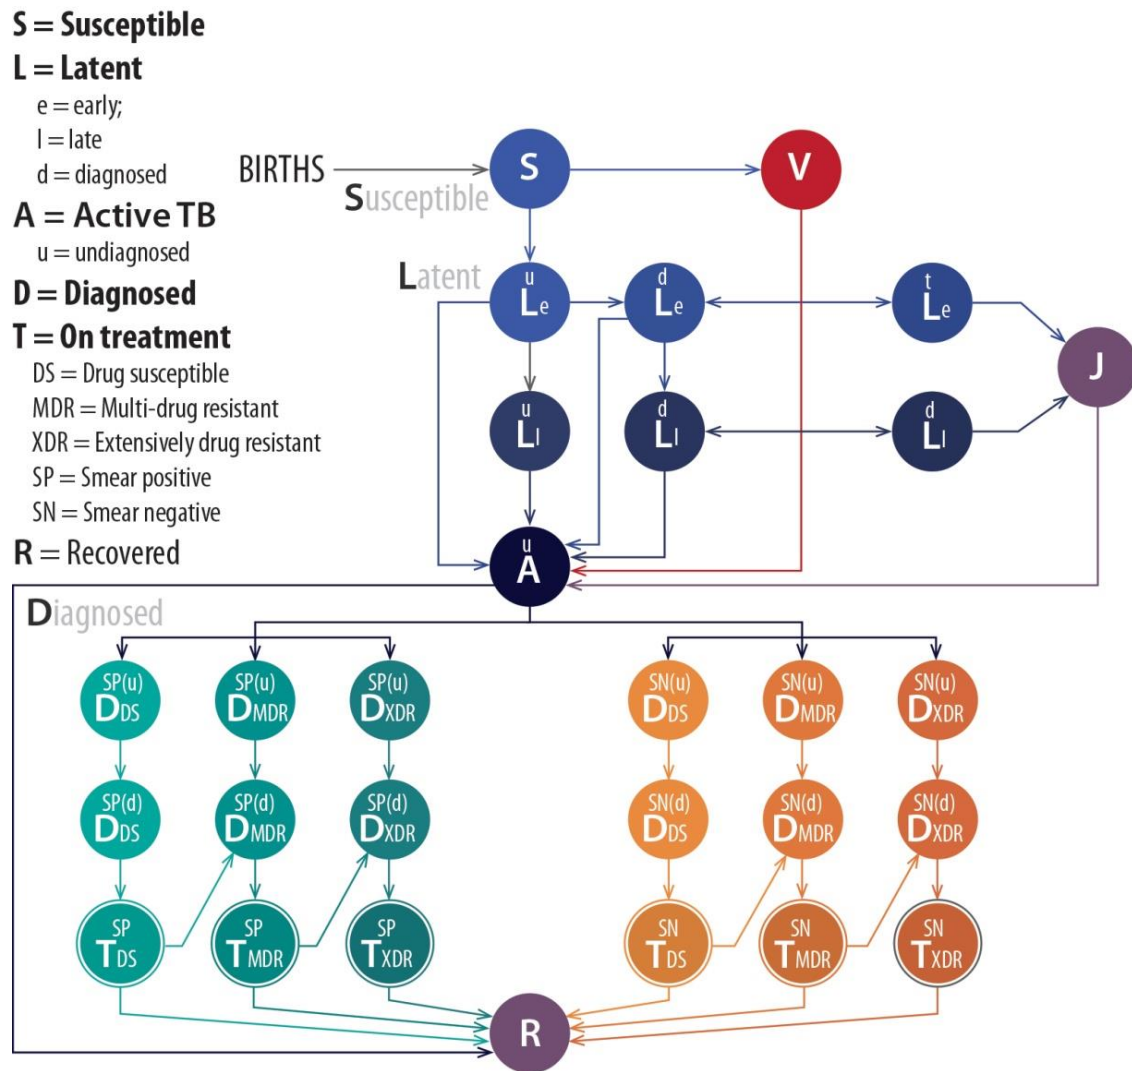 S = Susceptible
L = Latent
e = early;
l = late
d = diagnosed
A = Active TB
u = undiagnosed
D = Diagnosed
T = On treatment
DS = Drug susceptible
MDR = Multi-drug resistant
XDR = Extensively drug resistant
SP = Smear positive
SN = Smear negative
R = Recovered
BIRTHS
S
V
Susceptible
Latent
u
Le
d
Le
t
Le
J
u
Ll
d
Ll
d
Ll
u
A
Diagnosed
SP(u)
DDS
SP(u)
DMDR
SP(u)
DXDR
SN(u)
DDS
SN(u)
DMDR
SN(u)
DXDR
SP(d)
DDS
SP(d)
DMDR
SP(d)
DXDR
SN(d)
DDS
SN(d)
DMDR
SN(d)
DXDR
SP
TDS
SP
TMDR
SP
TXDR
SN
TDS
SN
TMDR
SN
TXDR
R